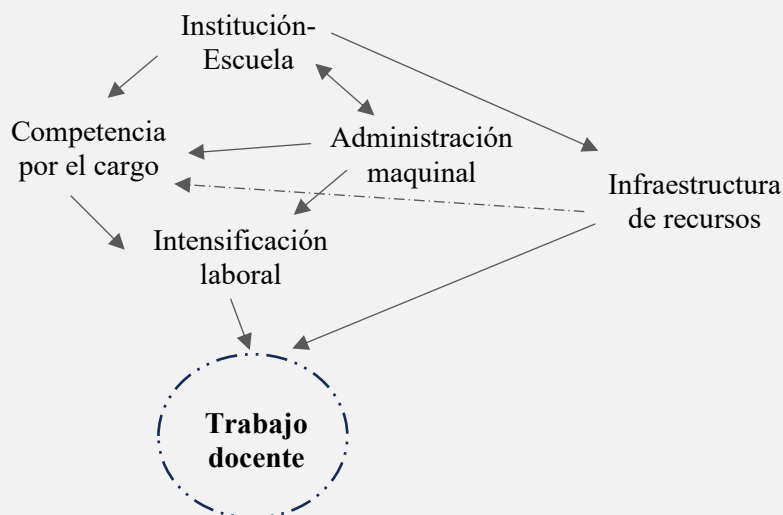 Institución-
Escuela
Competencia
por el cargo
Administración
maquinal
Infraestructura
de recursos
Intensificación
laboral
Trabajo
docente